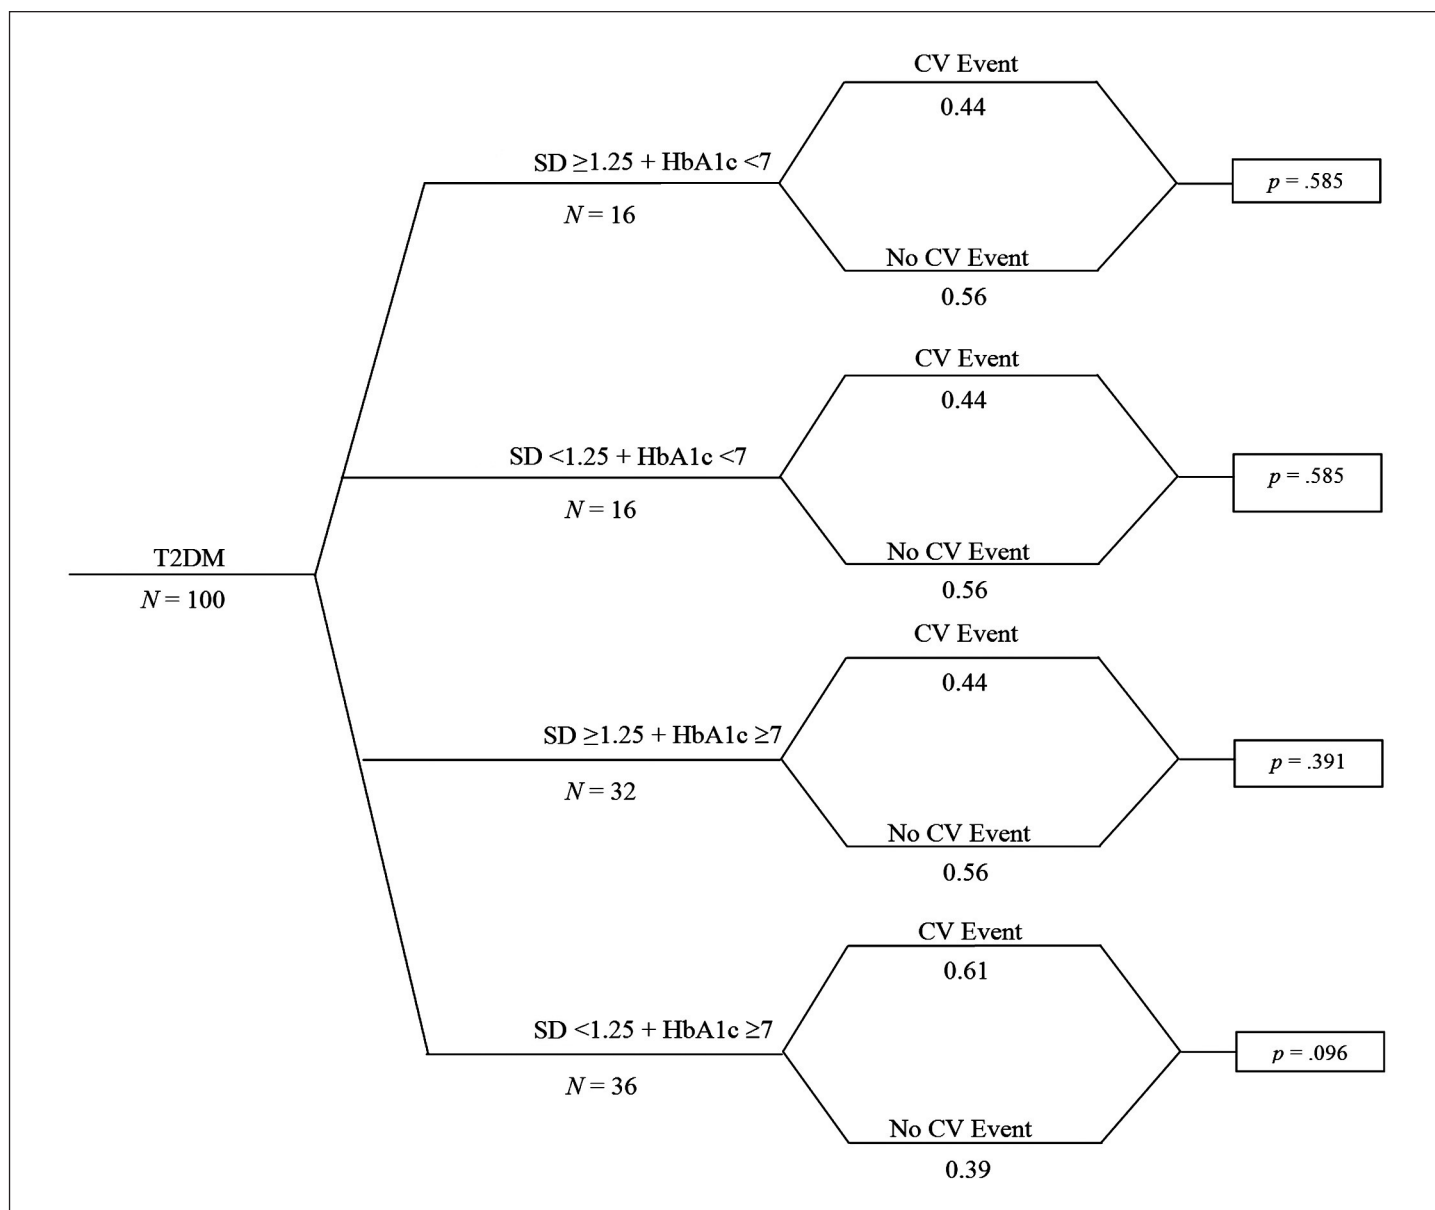 CV Event
0.44
SD ≥1.25 + HbA1c <7
N = 16
p = .585
No CV Event
0.56
CV Event
0.44
SD <1.25 + HbA1c <7
N = 16
p = .585
No CV Event
0.56
T2DM
N = 100
CV Event
0.44
SD ≥1.25 + HbA1c ≥7
N = 32
p = .391
No CV Event
0.56
CV Event
0.61
SD <1.25 + HbA1c ≥7
N = 36
p = .096
No CV Event
0.39